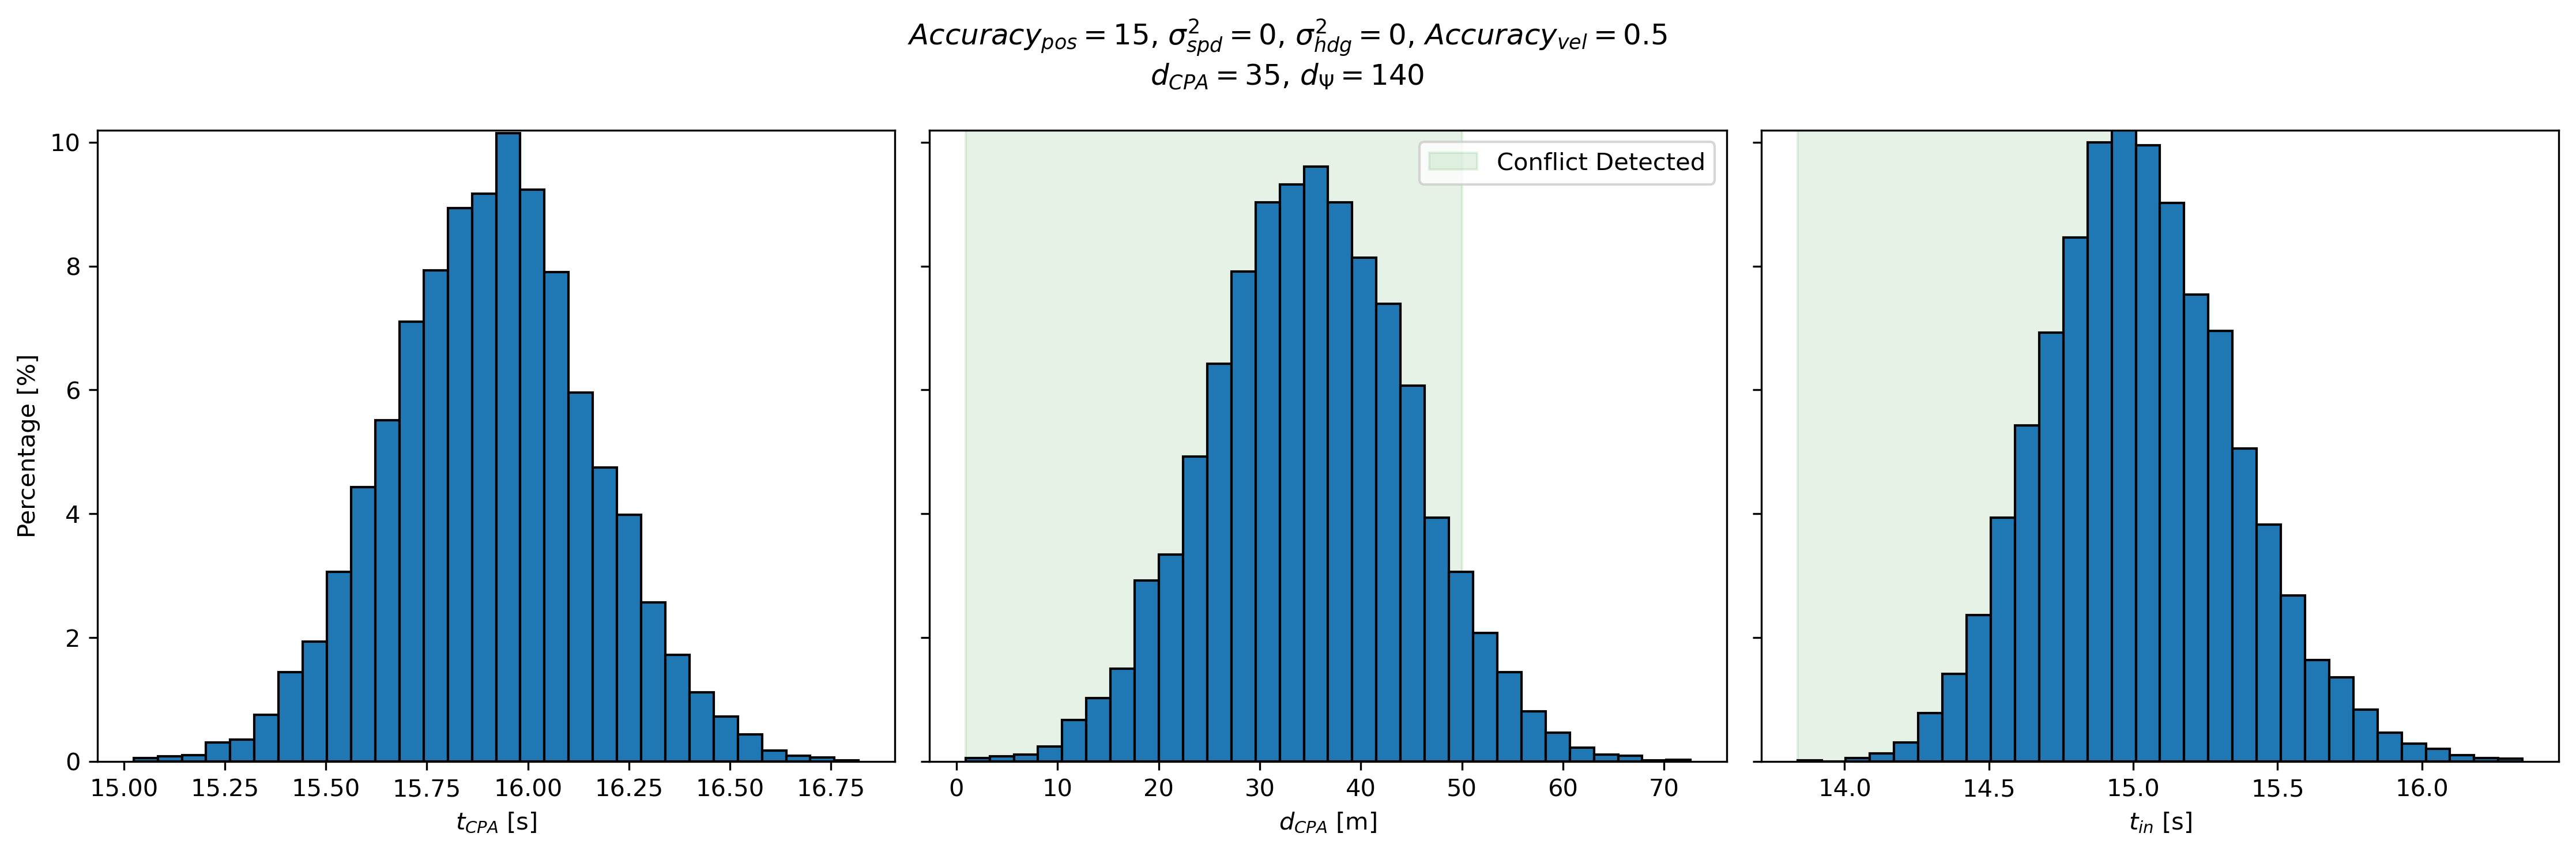 Accuracy_pos = 15, σ²_spd = 0, σ²_hdg = 0, Accuracy_vel = 0.5
d_CPA = 35, d_Ψ = 140
Percentage [%]
10
8
6
4
2
0
15.00 15.25 15.50 15.75 16.00 16.25 16.50 16.75
t_CPA [s]
Conflict Detected
0 10 20 30 40 50 60 70
d_CPA [m]
14.0 14.5 15.0 15.5 16.0
t_in [s]